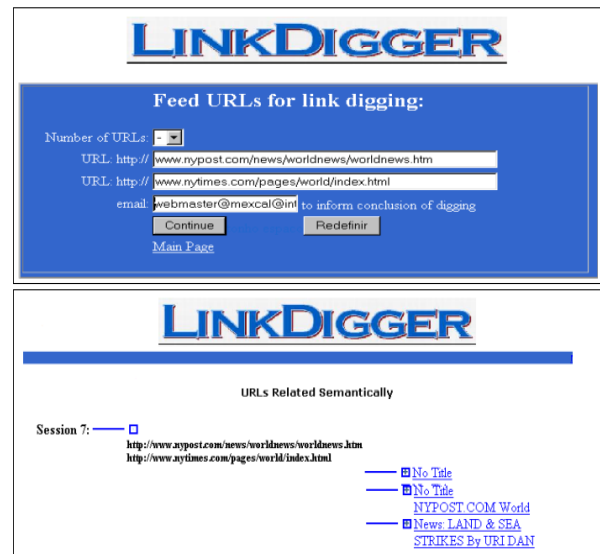 LINKDIGGER
Feed URLs for link digging:
Number of URLs: -
URL: http:// www.nypost.com/news/worldnews/worldnews.htm
URL: http:// www.nytimes.com/pages/world/index.html
email: webmaster@mexcal@int to inform conclusion of digging
Continue Redefinir
Main Page
LINKDIGGER
URLs Related Semantically
Session 7:
http://www.nypost.com/news/worldnews/worldnews.htm
http://www.nytimes.com/pages/world/index.html
No Title
No Title
NYPOST.COM World
News: LAND & SEA
STRIKES By URI DAN